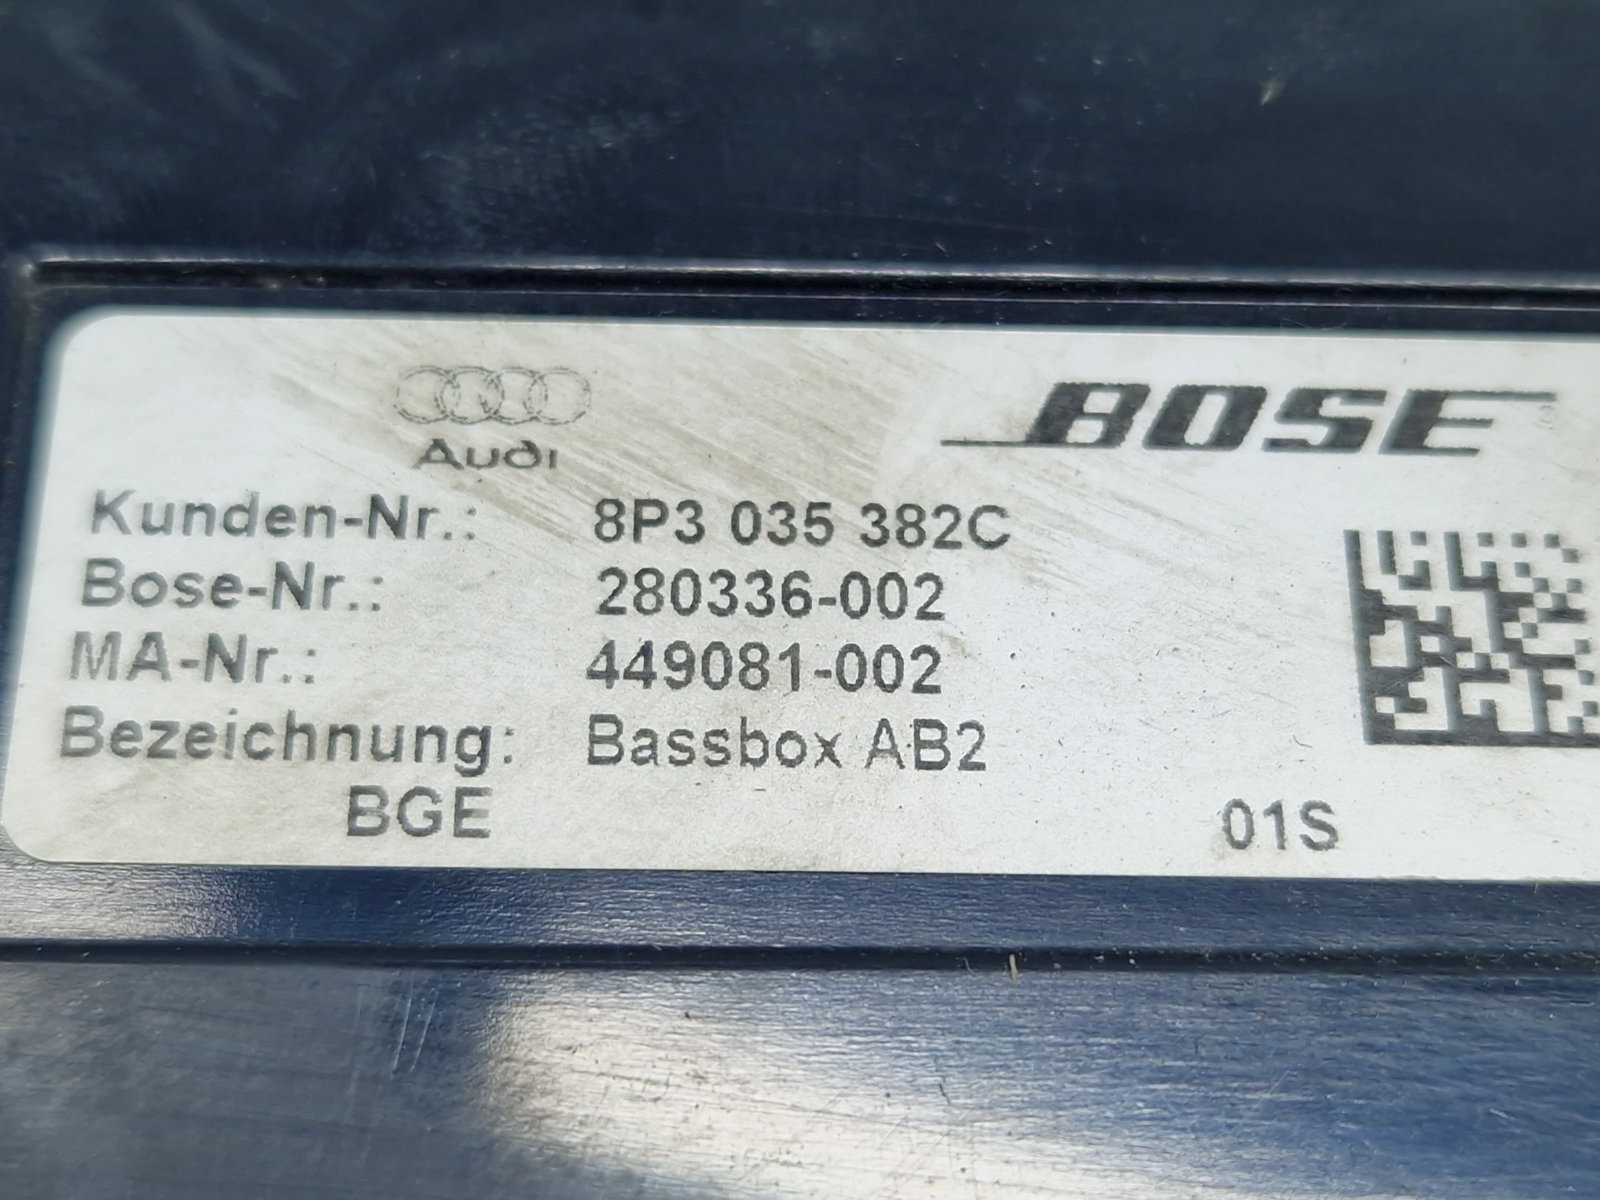 Audi
BOSE
Kunden-Nr.: 8P3 035 382C
Bose-Nr.: 280336-002
MA-Nr.: 449081-002
Bezeichnung: Bassbox AB2
BGE 01S